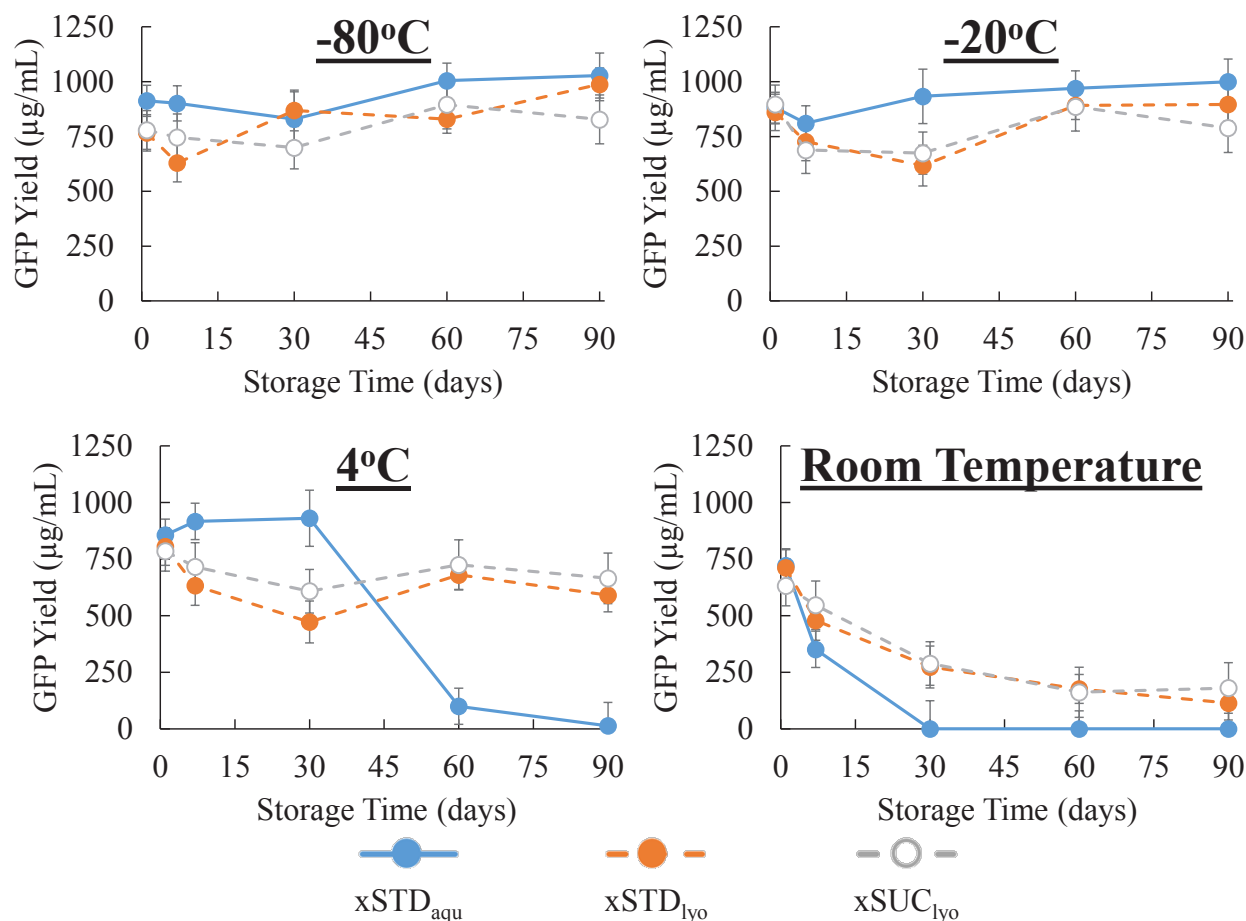 -80°C
GFP Yield (µg/mL)
1250
1000
750
500
250
0
0 15 30 45 60 75 90
Storage Time (days)
-20°C
GFP Yield (µg/mL)
1250
1000
750
500
250
0
0 15 30 45 60 75 90
Storage Time (days)
4°C
GFP Yield (µg/mL)
1250
1000
750
500
250
0
0 15 30 45 60 75 90
Storage Time (days)
Room Temperature
GFP Yield (µg/mL)
1250
1000
750
500
250
0
0 15 30 45 60 75 90
Storage Time (days)
xSTDaqu xSTDlyo xSUClyo